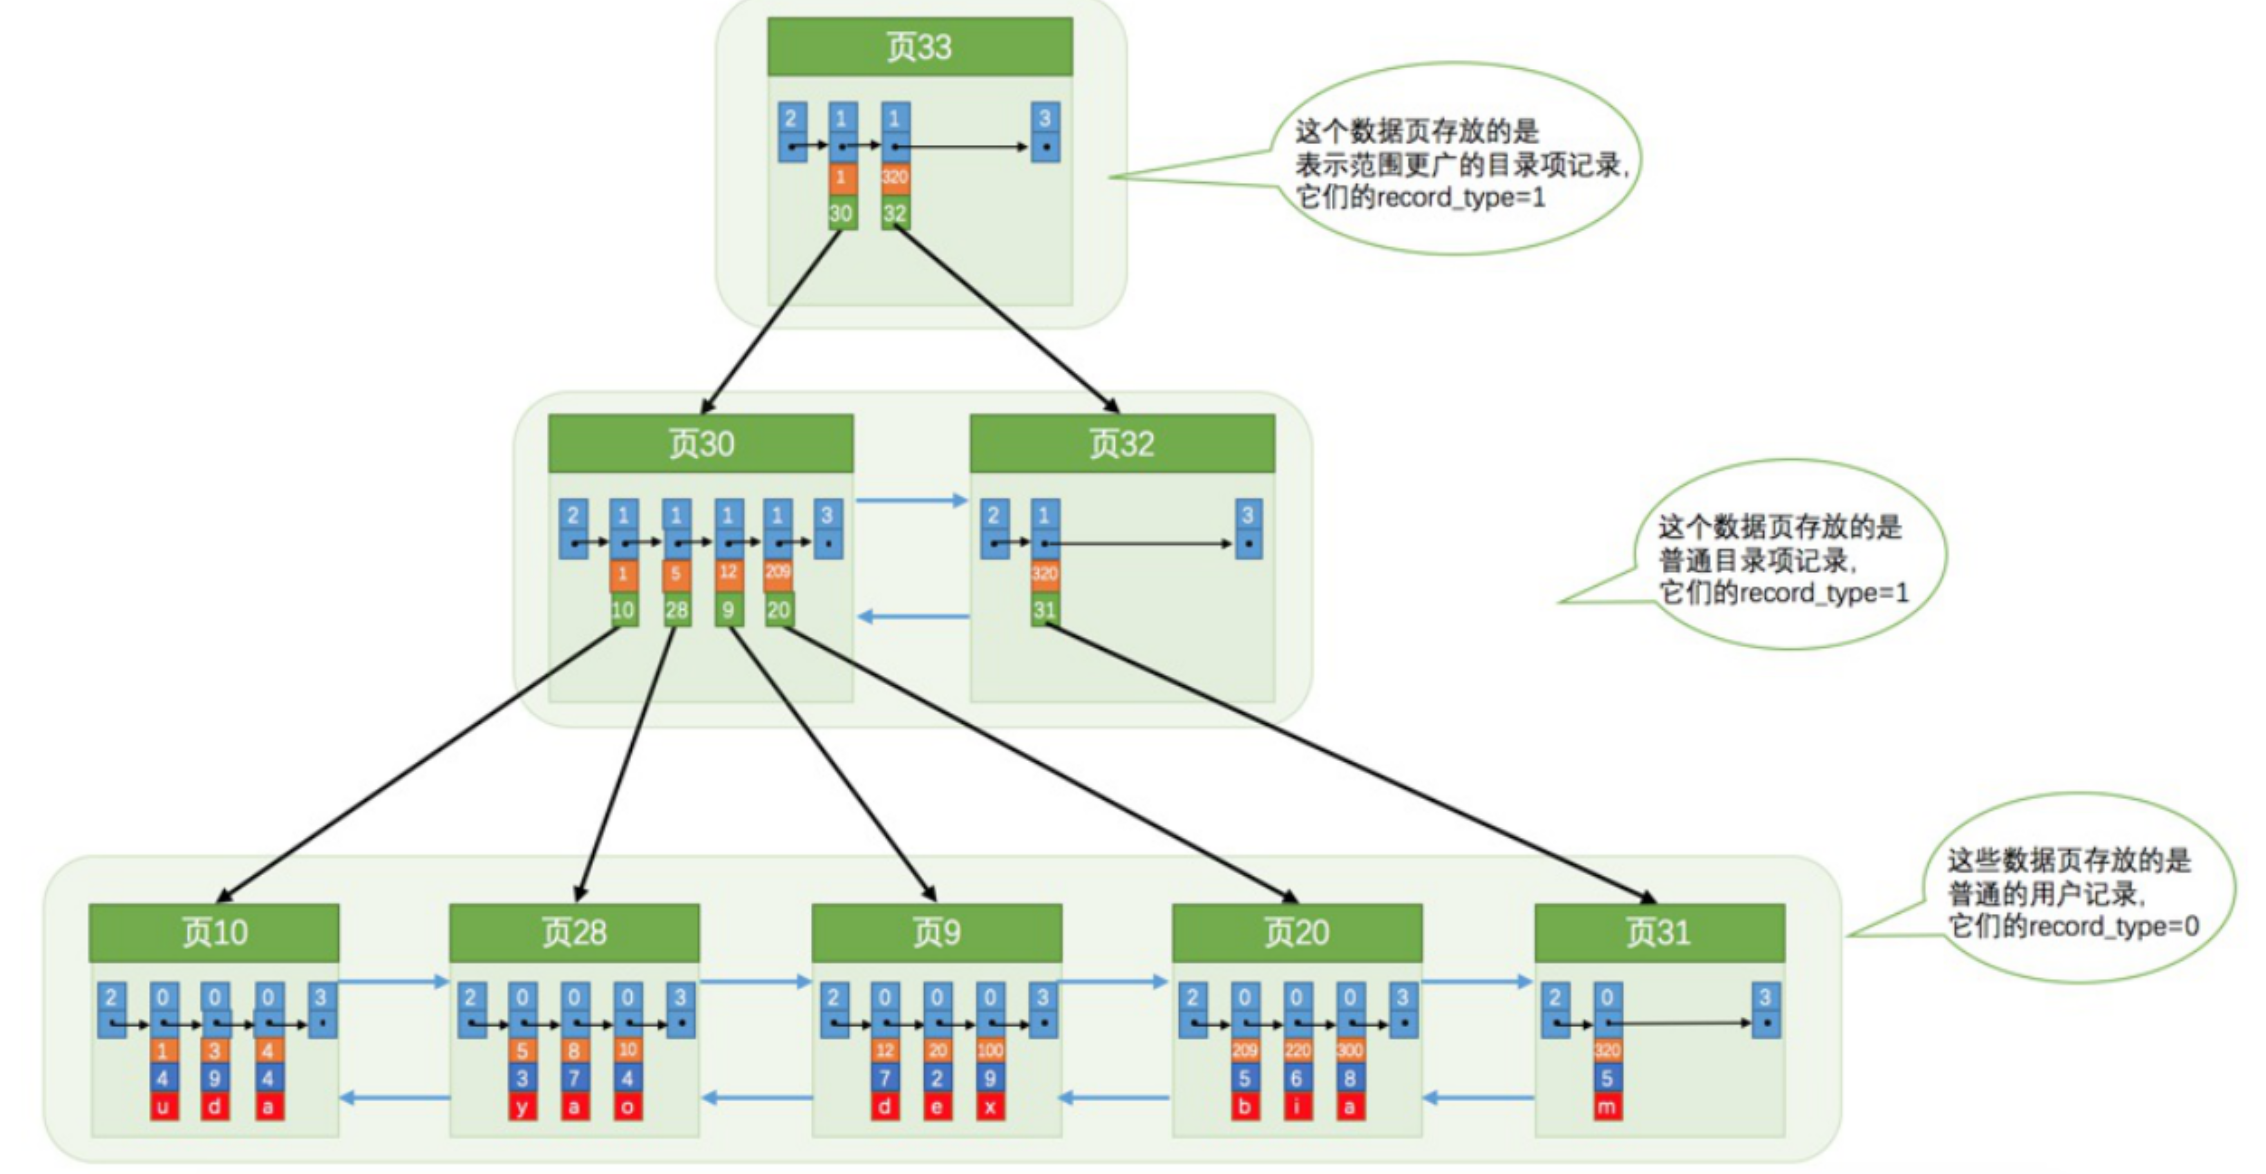 页33
2 1 1 3
1 320
30 32
这个数据页存放的是
表示范围更广的目录项记录,
它们的record_type=1
页30
2 1 1 1 1 3
1 5 12 209
10 28 9 20
页32
2 1 3
320
31
这个数据页存放的是
普通目录项记录,
它们的record_type=1
页10
2 0 0 0 3
1 3 4
4 9 4
u d a
页28
2 0 0 0 3
5 8 10
3 7 4
y a o
页9
2 0 0 0 3
12 20 100
7 2 9
d e x
页20
2 0 0 0 3
209 220 300
5 6 8
b i a
页31
2 0 3
320
5
m
这些数据页存放的是
普通的用户记录,
它们的record_type=0